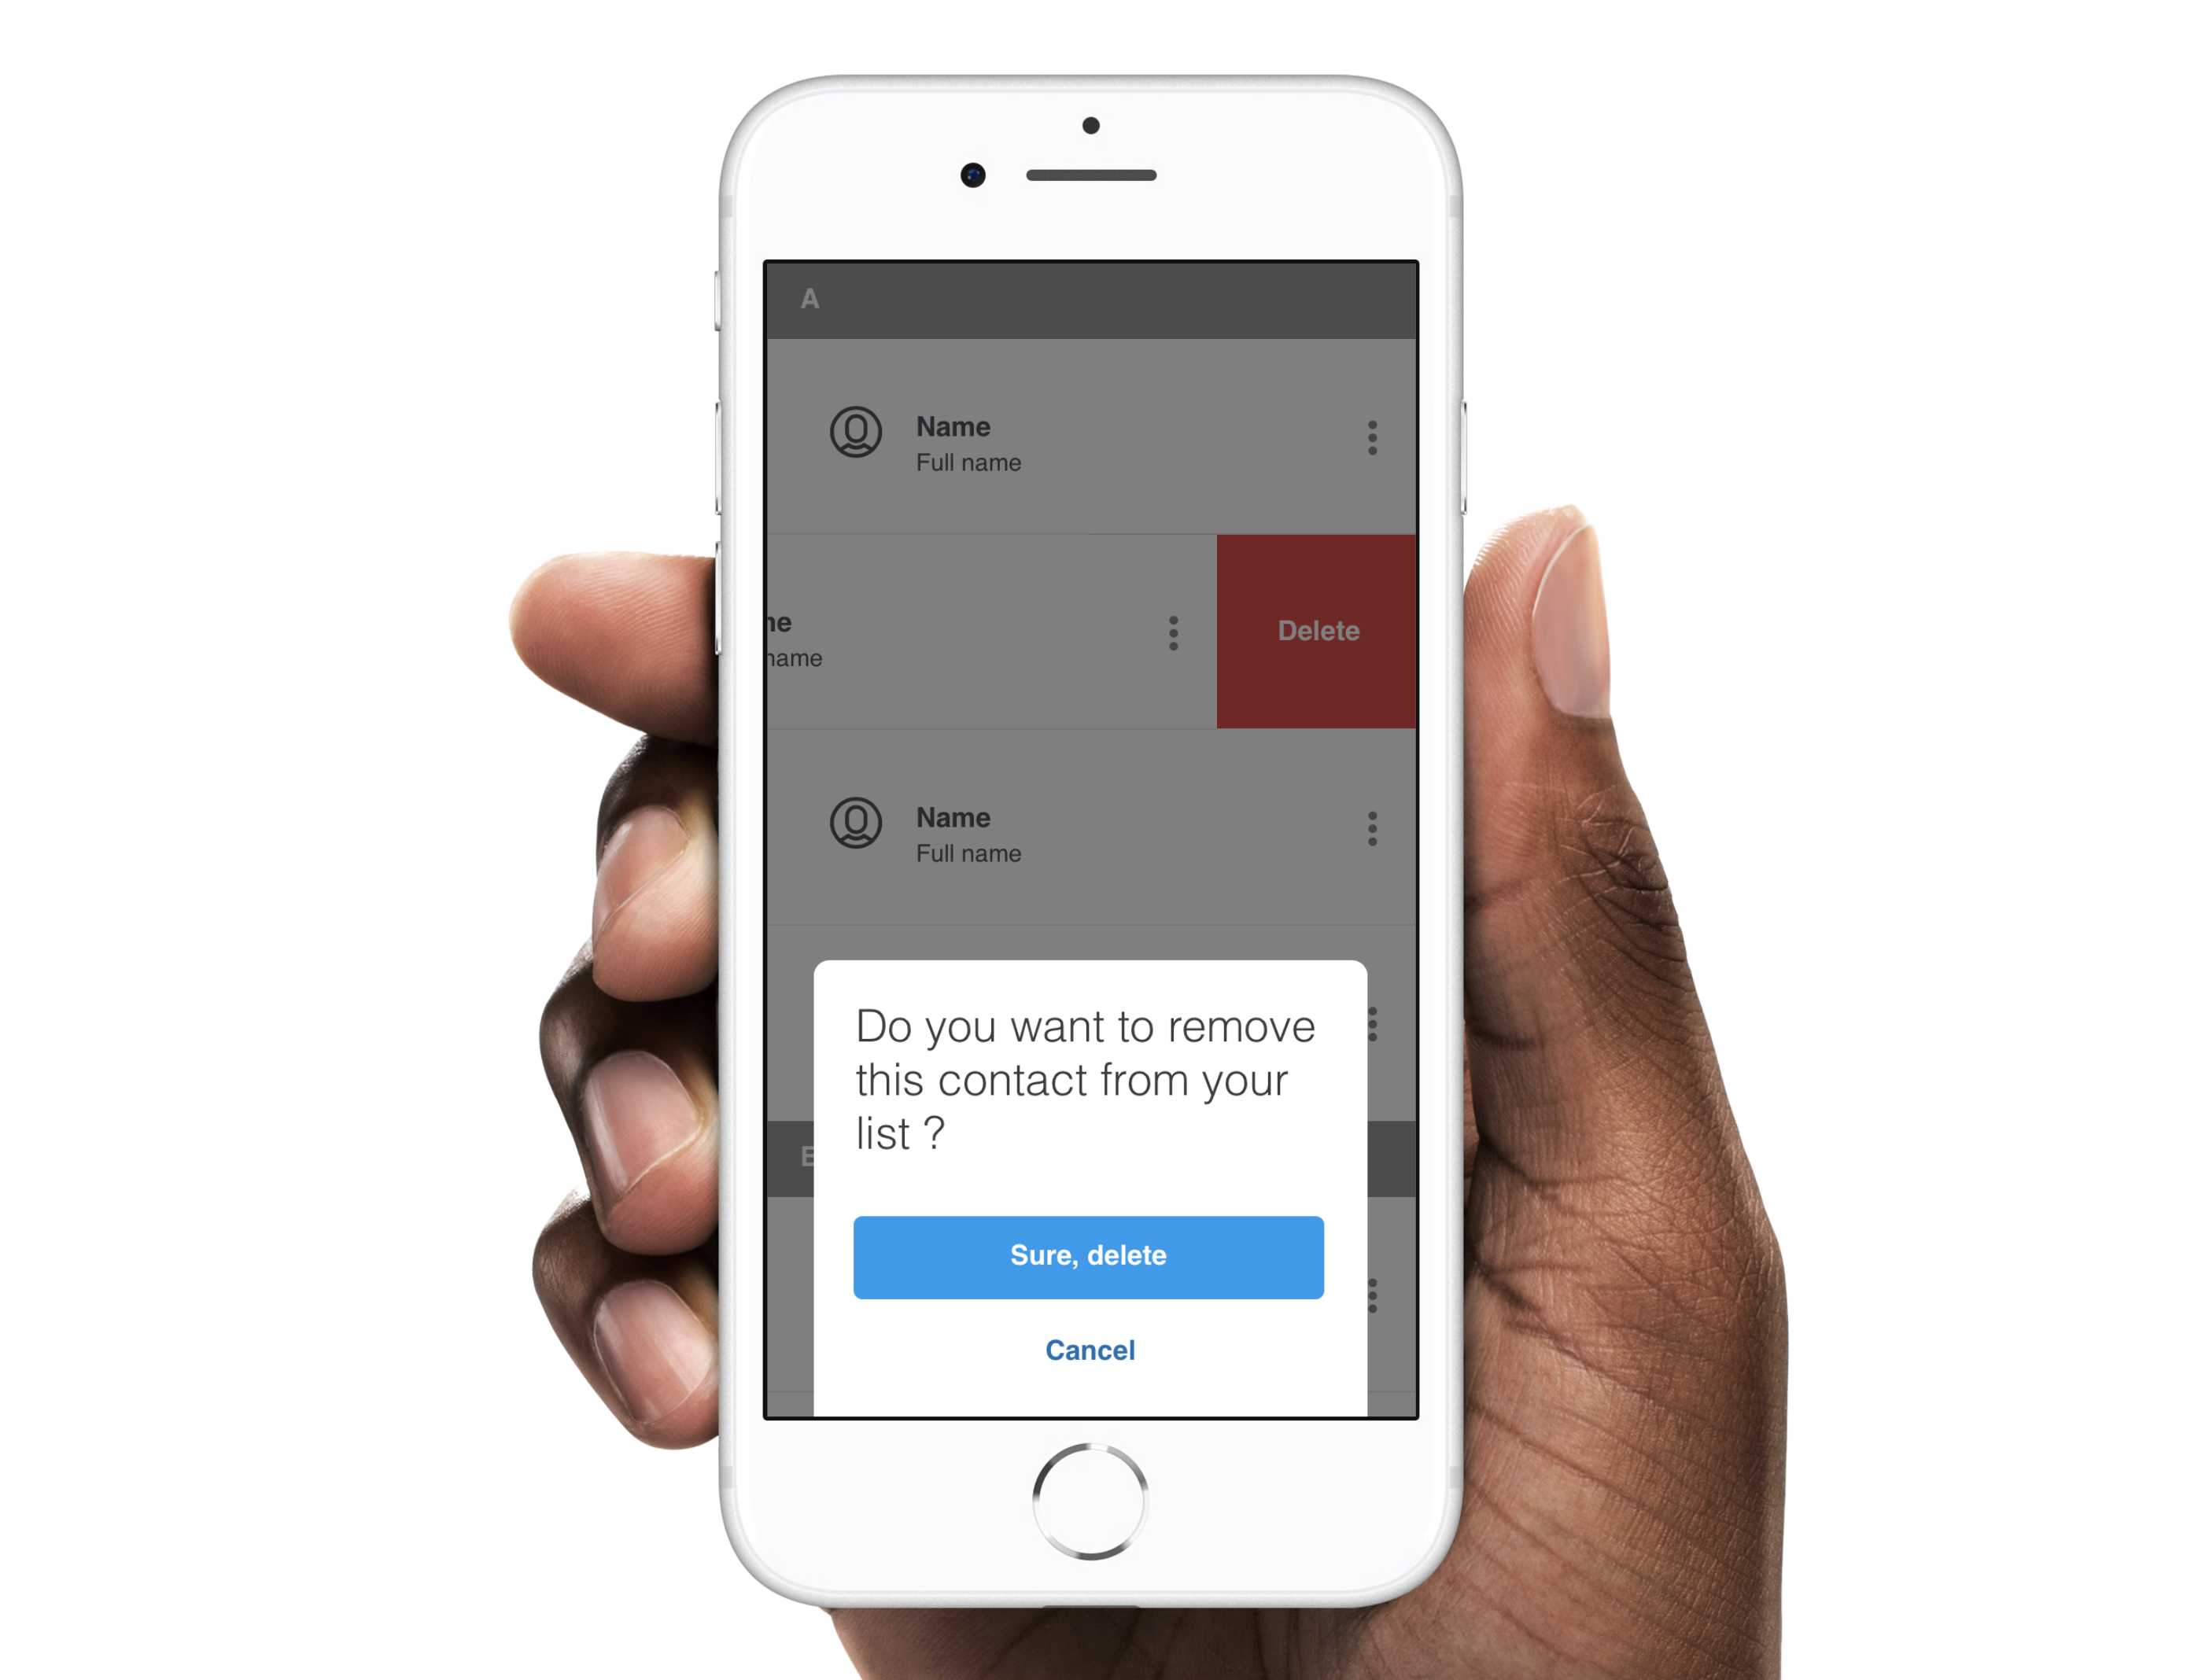 A
Name
Full name
name
Delete
Name
Full name
Do you want to remove
this contact from your
list ?
Sure, delete
Cancel